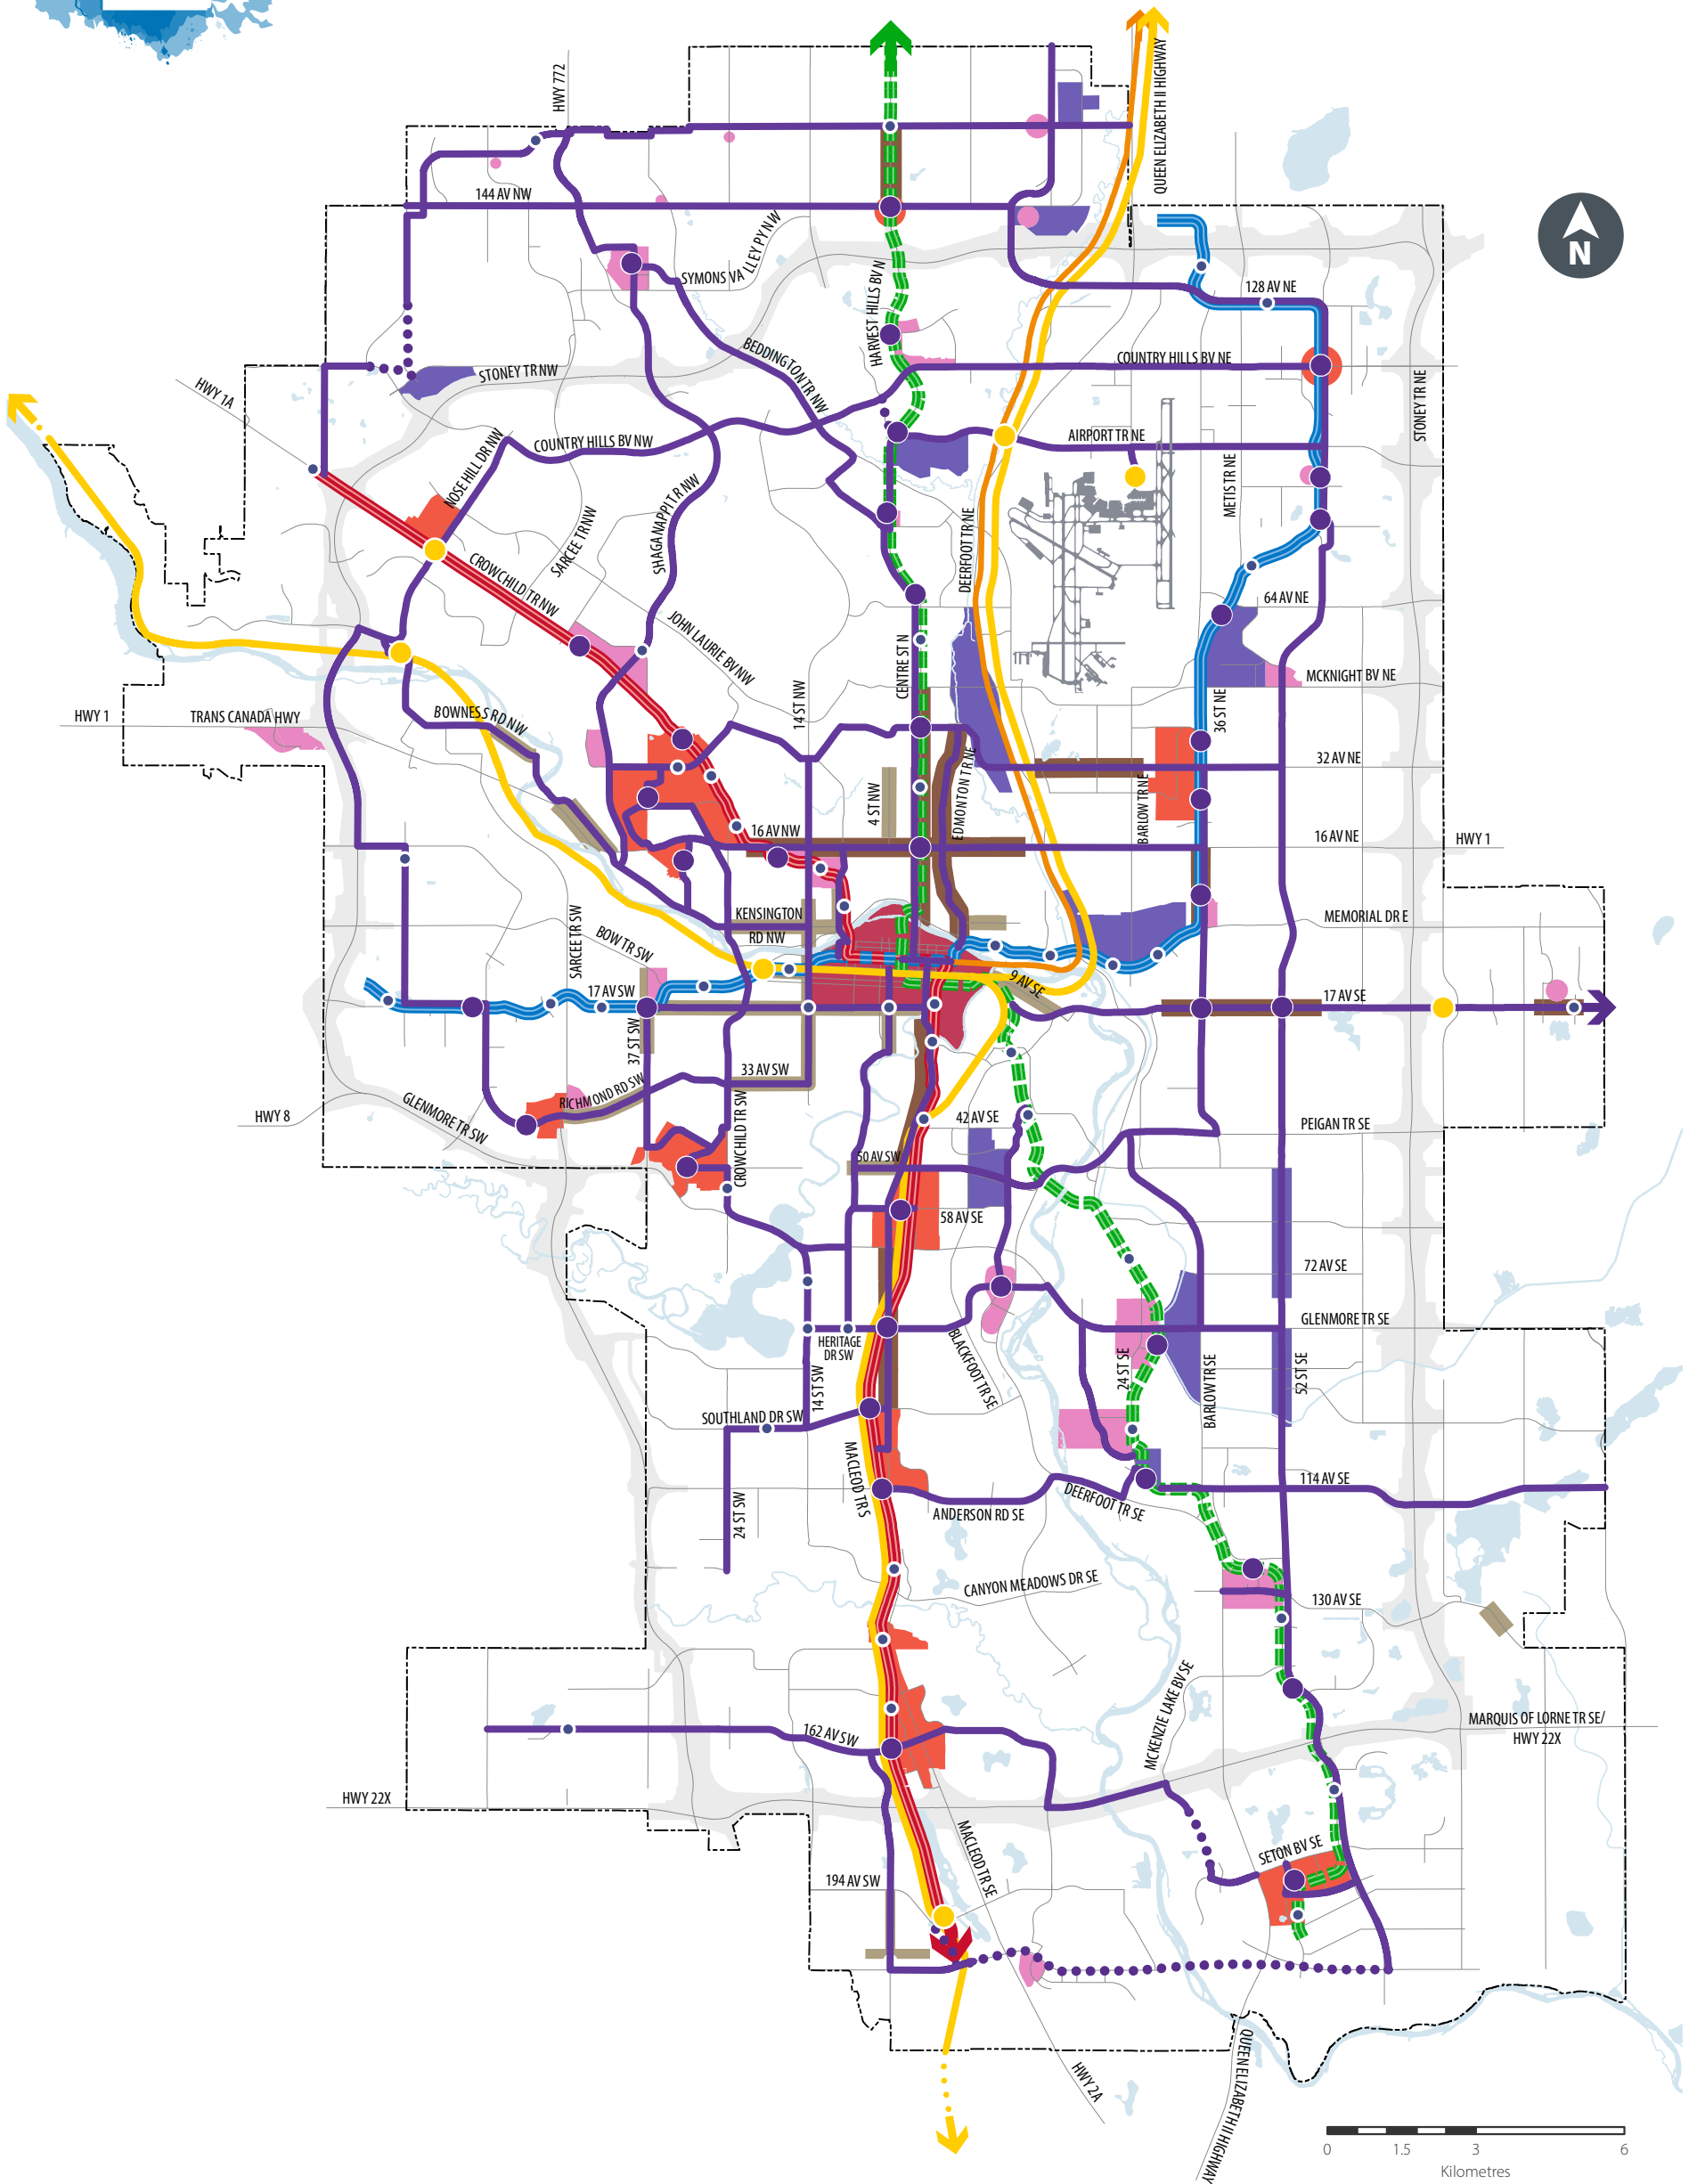 HWY 772
QUEEN ELIZABETH II HIGHWAY
144 AV NW
SYMONS VALLEY PY NW
N
128 AV NE
HARVEST HILLS BV N
BEDDINGTON TR NW
COUNTRY HILLS BV NE
STONEY TR NW
STONEY TR NE
HWY 1A
NOSE HILL DR NW
COUNTRY HILLS BV NW
AIRPORT TR NE
METIS TR NE
SHAGANAPPI TR NW
SARCEE TR NW
DEERFOOT TR NE
CROWCHILD TR NW
64 AV NE
JOHN LAURIE BV NW
CENTRE ST N
MCKNIGHT BV NE
14 ST NW
36 ST NE
HWY 1
TRANS CANADA HWY
BOWNESS RD NW
32 AV NE
EDMONTON TR NE
4 ST NW
BARLOW TR NE
16 AV NW
16 AV NE
HWY 1
KENSINGTON
RD NW
MEMORIAL DR E
SARCEE TR SW
BOW TR SW
17 AV SW
9 AV SE
17 AV SE
37 ST SW
33 AV SW
RICHMOND RD SW
HWY 8
GLENMORE TR SW
CROWCHILD TR SW
42 AV SE
PEIGAN TR SE
50 AV SW
58 AV SE
72 AV SE
GLENMORE TR SE
HERITAGE
DR SW
BLACKFOOT TR SE
24 ST SE
BARLOW TR SE
52 ST SE
14 ST SW
SOUTHLAND DR SW
MACLEOD TR S
24 ST SW
ANDERSON RD SE
DEERFOOT TR SE
114 AV SE
CANYON MEADOWS DR SE
130 AV SE
MCKENZIE LAKE BV SE
162 AV SW
MARQUIS OF LORNE TR SE/
HWY 22X
HWY 22X
MACLEOD TR SE
SETON BV SE
194 AV SW
HWY 2A
QUEEN ELIZABETH II HIGHWAY
0 1.5 3 6
Kilometres